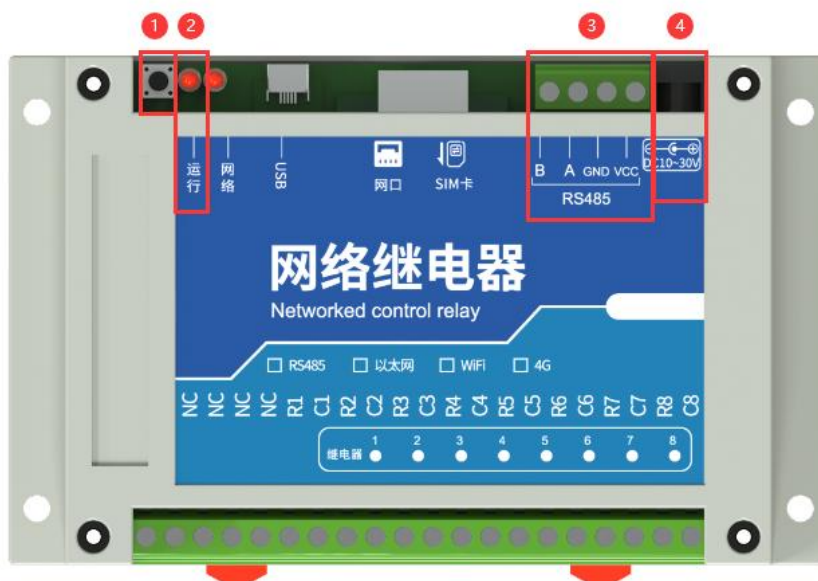 1 2 3 4
运行
网络
USB
网口
SIM卡
B A GND VCC
RS485
DC10~30V
网络继电器
Networked control relay
RS485 以太网 WiFi 4G
NC NC NC NC R1 C1 R2 C2 R3 C3 R4 C4 R5 C5 R6 C6 R7 C7 R8 C8
继电器 1 2 3 4 5 6 7 8